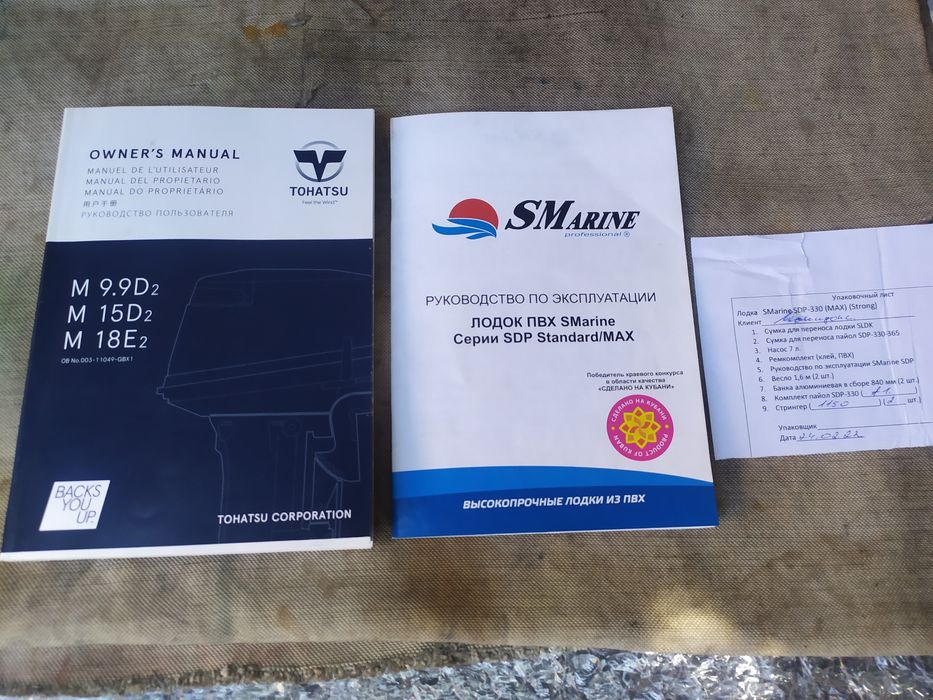 OWNER'S MANUAL
MANUEL DE L'UTILISATEUR
MANUAL DEL PROPIETARIO
MANUAL DO PROPRIETÁRIO
用户手册
РУКОВОДСТВО ПОЛЬЗОВАТЕЛЯ
TOHATSU
Feel the Wind™
M 9.9D2
M 15D2
M 18E2
OB No.003-11049-GBX1
BACKS
YOU
UP.
TOHATSU CORPORATION
SMARINE
professional ®
РУКОВОДСТВО ПО ЭКСПЛУАТАЦИИ
ЛОДОК ПВХ SMarine
Серии SDP Standard/MAX
Победитель краевого конкурса
в области качества
«СДЕЛАНО НА КУБАНИ»
СДЕЛАНО НА КУБАНИ
PRODUCT OF KUBAN
ВЫСОКОПРОЧНЫЕ ЛОДКИ ИЗ ПВХ
Упаковочный лист
Лодка SMarine SDP-330 (MAX) (Strong)
Клиент
1. Сумка для переноса лодки SLDK
2. Сумка для переноса пайол SDP-330-365
3. Насос 7 л.
4. Ремкомплект (клей, ПВХ)
5. Руководство по эксплуатации SMarine SDP
6. Весло 1,6 м (2 шт.)
7. Банка алюминиевая в сборе 840 мм (2 шт.)
8. Комплект пайол SDP-330 (
9. Стрингер ( 1150 ) ( 2 шт.)
Упаковщик
Дата 24.02.22